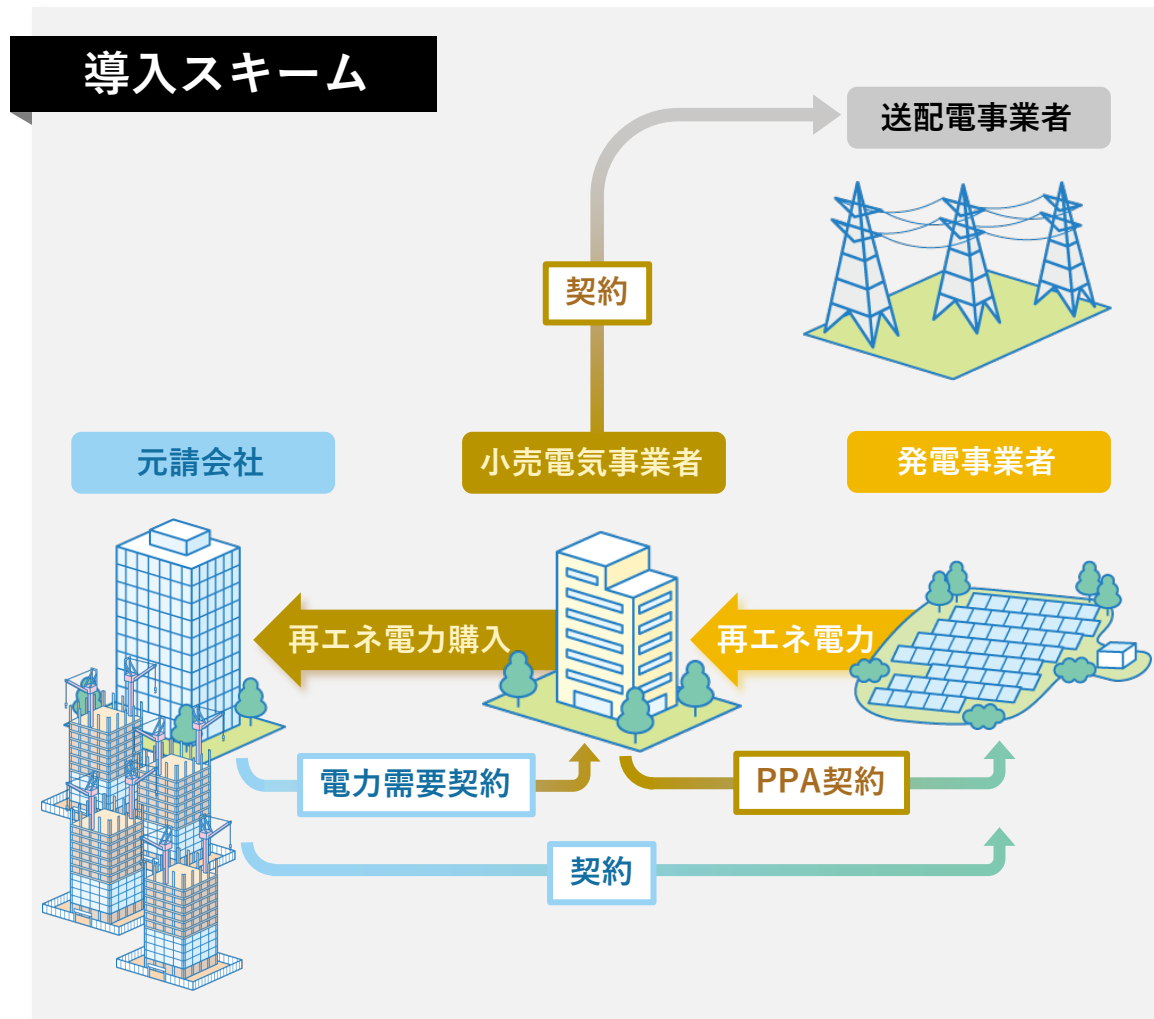 導入スキーム
送配電事業者
契約
元請会社
小売電気事業者
発電事業者
再エネ電力購入
再エネ電力
電力需要契約
PPA契約
契約